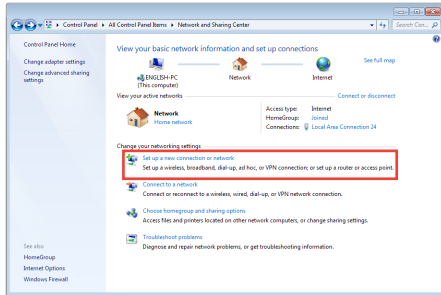 Control Panel ▸ All Control Panel Items ▸ Network and Sharing Center
Search Con...
Control Panel Home
Change adapter settings
Change advanced sharing
settings
See also
HomeGroup
Internet Options
Windows Firewall
View your basic network information and set up connections
See full map
ENGLISH-PC
(This computer)
Network
Internet
View your active networks
Connect or disconnect
Network
Home network
Access type: Internet
HomeGroup: Joined
Connections: Local Area Connection 24
Change your networking settings
Set up a new connection or network
Set up a wireless, broadband, dial-up, ad hoc, or VPN connection; or set up a router or access point.
Connect to a network
Connect or reconnect to a wireless, wired, dial-up, or VPN network connection.
Choose homegroup and sharing options
Access files and printers located on other network computers, or change sharing settings.
Troubleshoot problems
Diagnose and repair network problems, or get troubleshooting information.